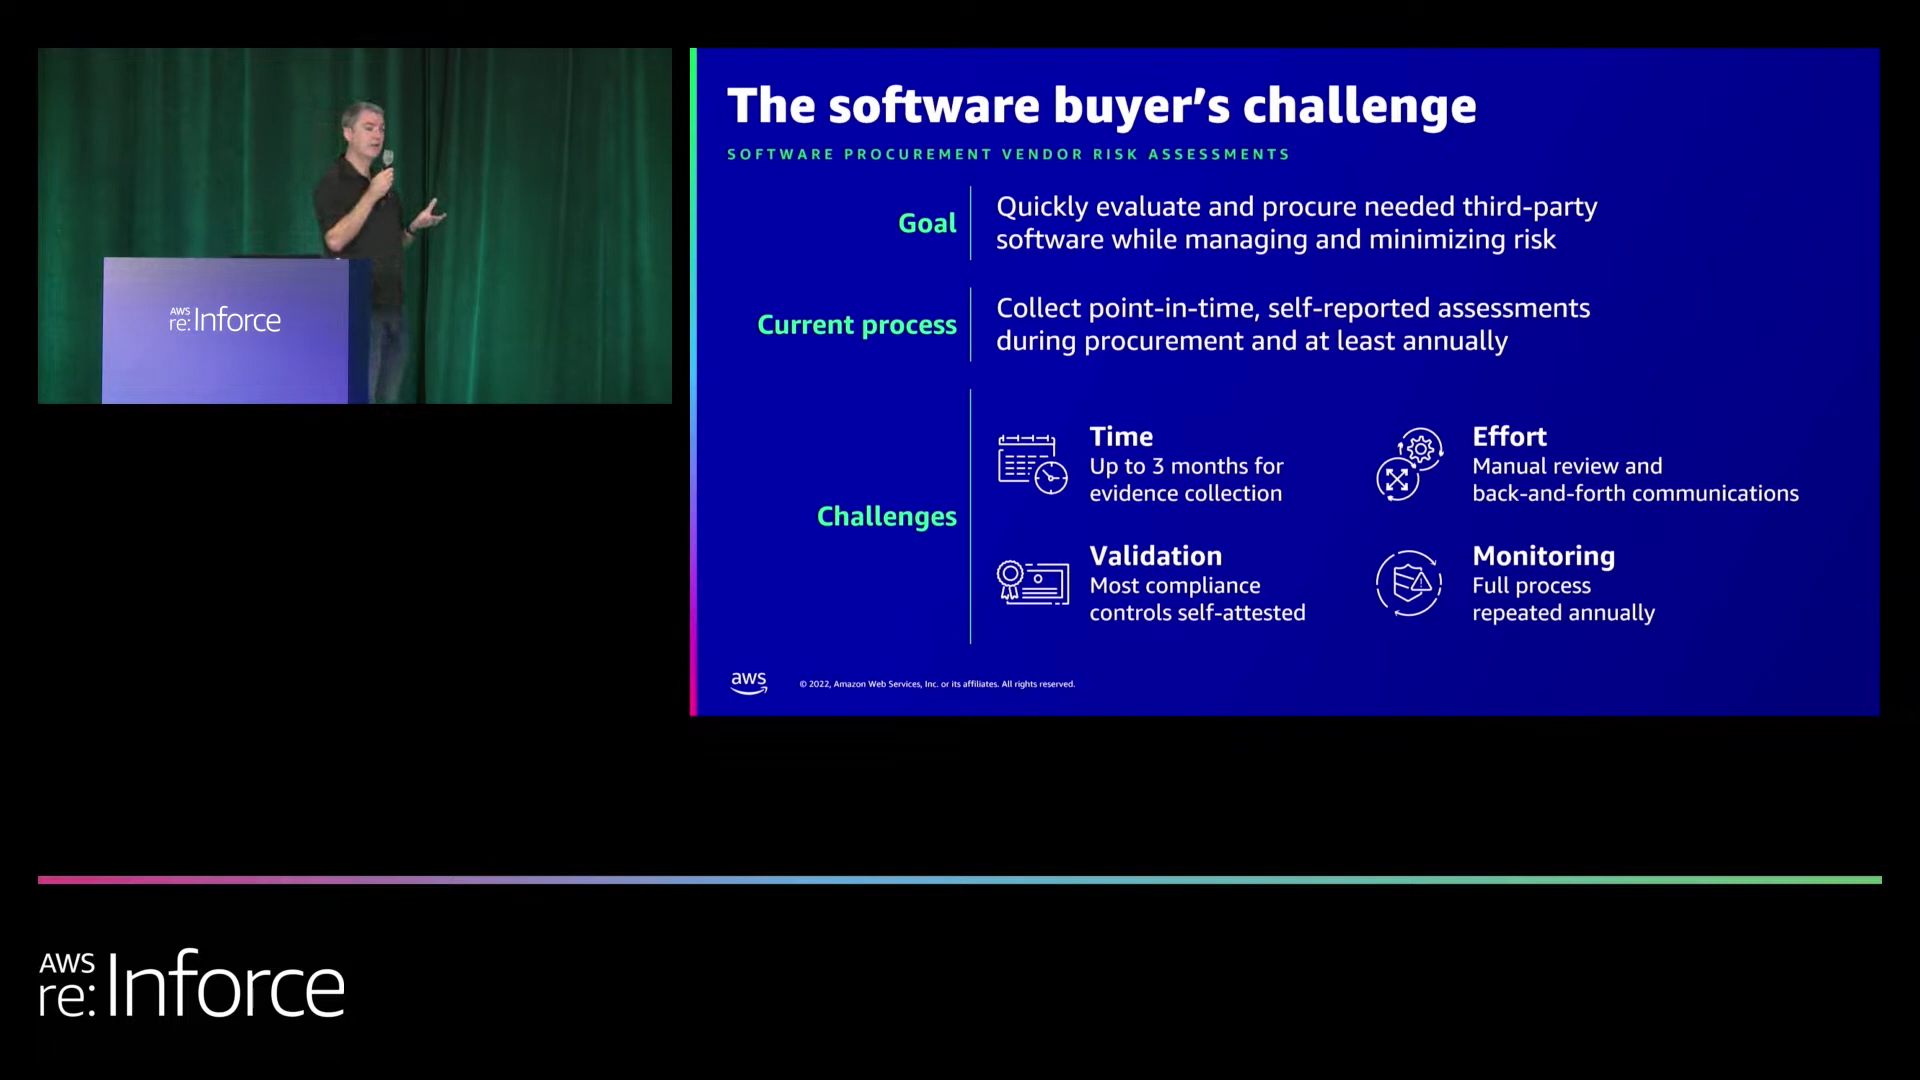 AWS
re:Inforce
The software buyer's challenge
SOFTWARE PROCUREMENT VENDOR RISK ASSESSMENTS
Goal
Quickly evaluate and procure needed third-party
software while managing and minimizing risk
Current process
Collect point-in-time, self-reported assessments
during procurement and at least annually
Challenges
Time
Up to 3 months for
evidence collection
Effort
Manual review and
back-and-forth communications
Validation
Most compliance
controls self-attested
Monitoring
Full process
repeated annually
aws
© 2022, Amazon Web Services, Inc. or its affiliates. All rights reserved.
AWS
re:Inforce